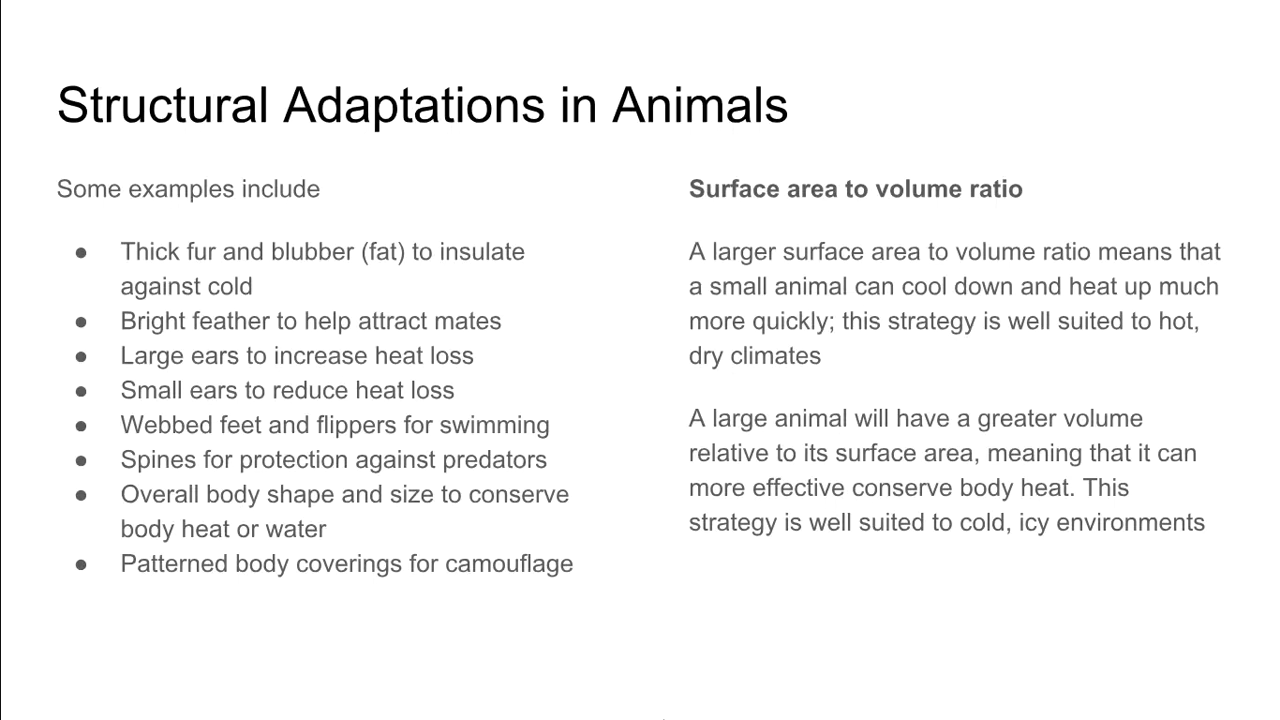 Structural Adaptations in Animals
Some examples include
● Thick fur and blubber (fat) to insulate
against cold
● Bright feather to help attract mates
● Large ears to increase heat loss
● Small ears to reduce heat loss
● Webbed feet and flippers for swimming
● Spines for protection against predators
● Overall body shape and size to conserve
body heat or water
● Patterned body coverings for camouflage
Surface area to volume ratio
A larger surface area to volume ratio means that
a small animal can cool down and heat up much
more quickly; this strategy is well suited to hot,
dry climates
A large animal will have a greater volume
relative to its surface area, meaning that it can
more effective conserve body heat. This
strategy is well suited to cold, icy environments